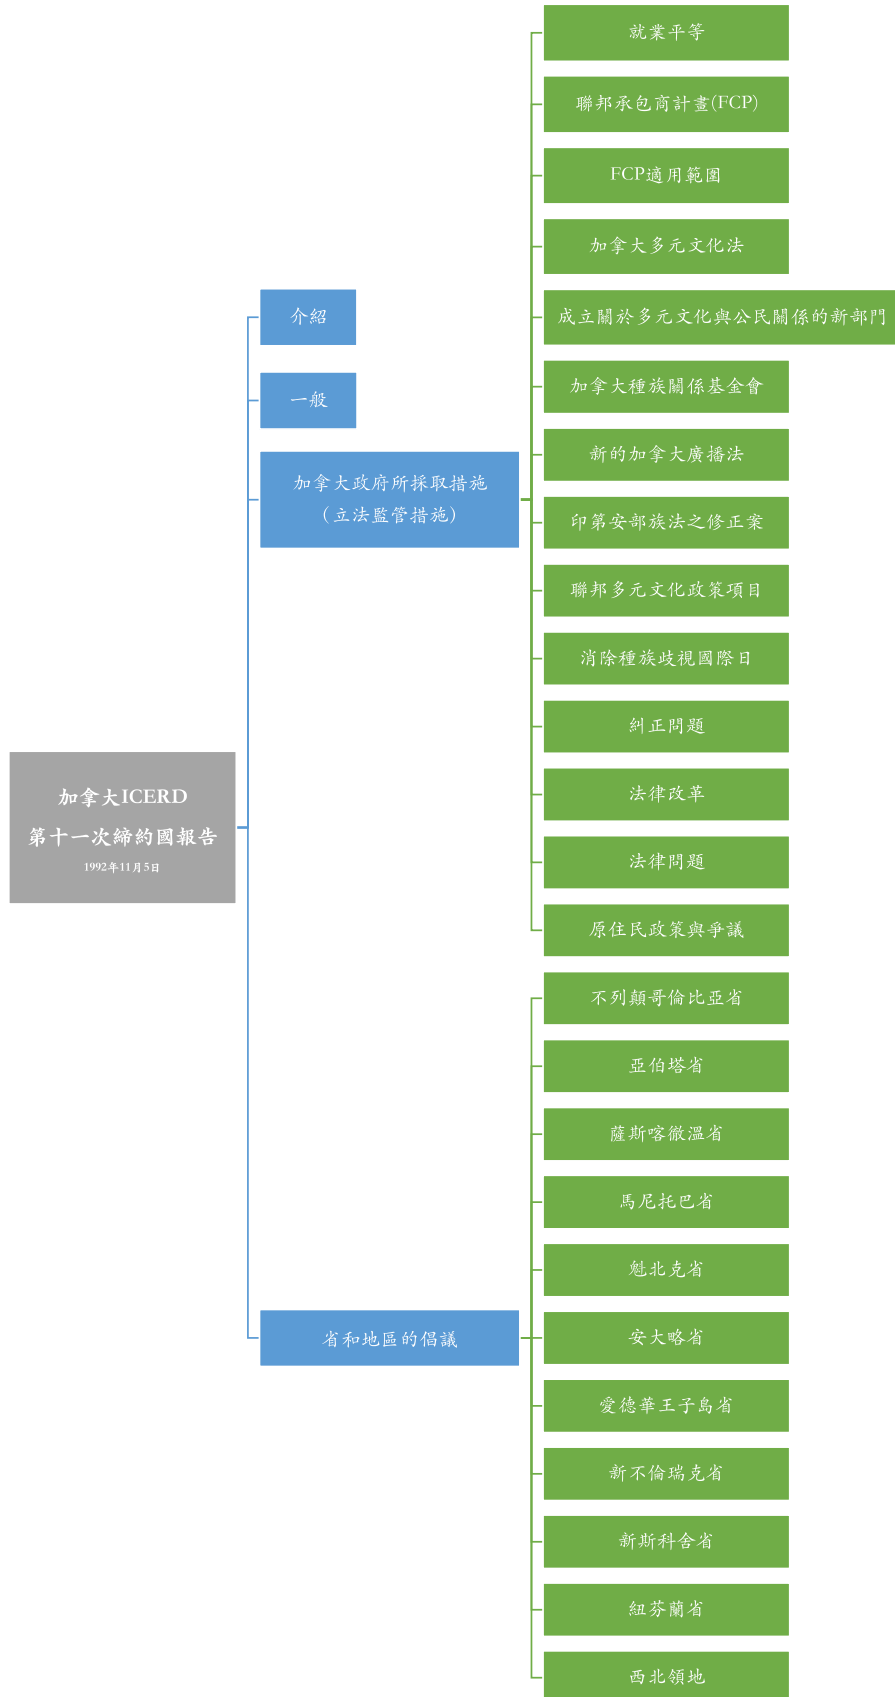 加拿大ICERD
第十一次締約國報告
1992年11月5日
介紹
一般
加拿大政府所採取措施
（立法監管措施）
就業平等
聯邦承包商計畫(FCP)
FCP適用範圍
加拿大多元文化法
成立關於多元文化與公民關係的新部門
加拿大種族關係基金會
新的加拿大廣播法
印第安部族法之修正案
聯邦多元文化政策項目
消除種族歧視國際日
糾正問題
法律改革
法律問題
原住民政策與爭議
省和地區的倡議
不列顛哥倫比亞省
亞伯塔省
薩斯喀徹溫省
馬尼托巴省
魁北克省
安大略省
愛德華王子島省
新不倫瑞克省
新斯科舍省
紐芬蘭省
西北領地